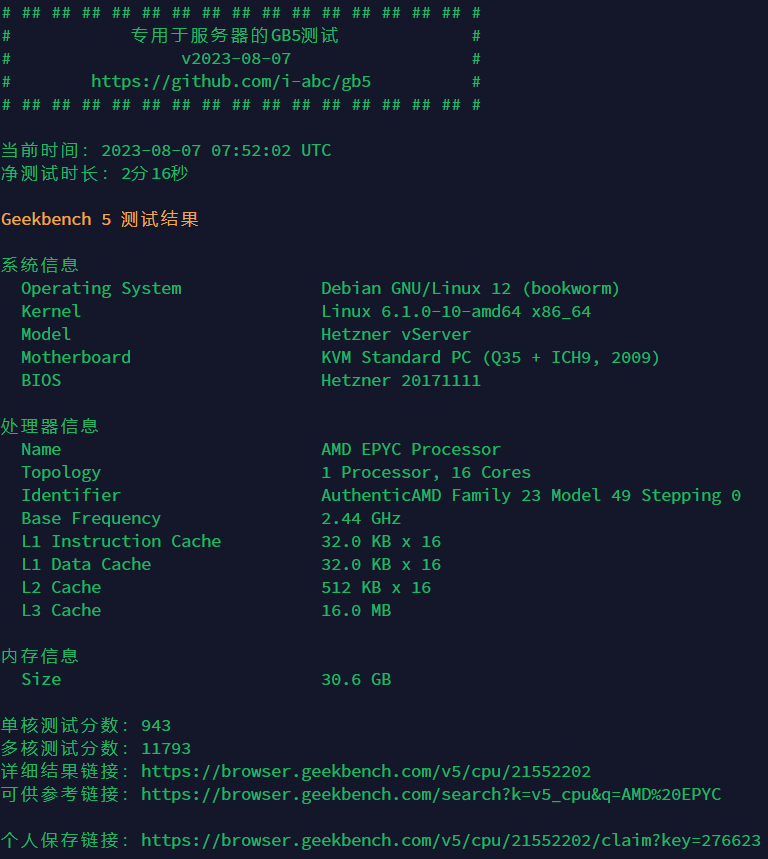 # ## ## ## ## ## ## ## ## ## ## ## ## ## ## ## #
# 专用于服务器的GB5测试 #
# v2023-08-07 #
# https://github.com/i-abc/gb5 #
# ## ## ## ## ## ## ## ## ## ## ## ## ## ## ## #
当前时间：2023-08-07 07:52:02 UTC
净测试时长：2分16秒
Geekbench 5 测试结果
系统信息
Operating System Debian GNU/Linux 12 (bookworm)
Kernel Linux 6.1.0-10-amd64 x86_64
Model Hetzner vServer
Motherboard KVM Standard PC (Q35 + ICH9, 2009)
BIOS Hetzner 20171111
处理器信息
Name AMD EPYC Processor
Topology 1 Processor, 16 Cores
Identifier AuthenticAMD Family 23 Model 49 Stepping 0
Base Frequency 2.44 GHz
L1 Instruction Cache 32.0 KB x 16
L1 Data Cache 32.0 KB x 16
L2 Cache 512 KB x 16
L3 Cache 16.0 MB
内存信息
Size 30.6 GB
单核测试分数：943
多核测试分数：11793
详细结果链接：https://browser.geekbench.com/v5/cpu/21552202
可供参考链接：https://browser.geekbench.com/search?k=v5_cpu&q=AMD%20EPYC
个人保存链接：https://browser.geekbench.com/v5/cpu/21552202/claim?key=276623